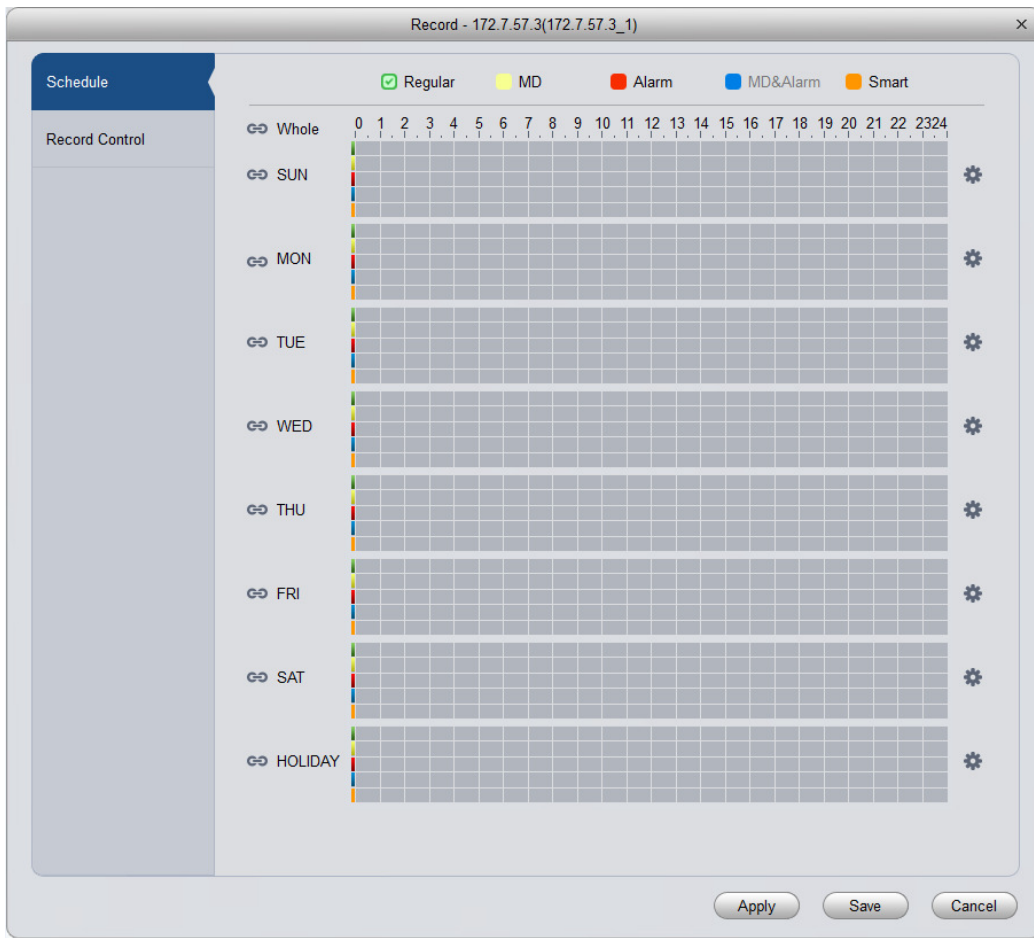 Record - 172.7.57.3(172.7.57.3_1)
Schedule
Record Control
Regular MD Alarm MD&Alarm Smart
Whole 0 1 2 3 4 5 6 7 8 9 10 11 12 13 14 15 16 17 18 19 20 21 22 2324
SUN
MON
TUE
WED
THU
FRI
SAT
HOLIDAY
Apply Save Cancel